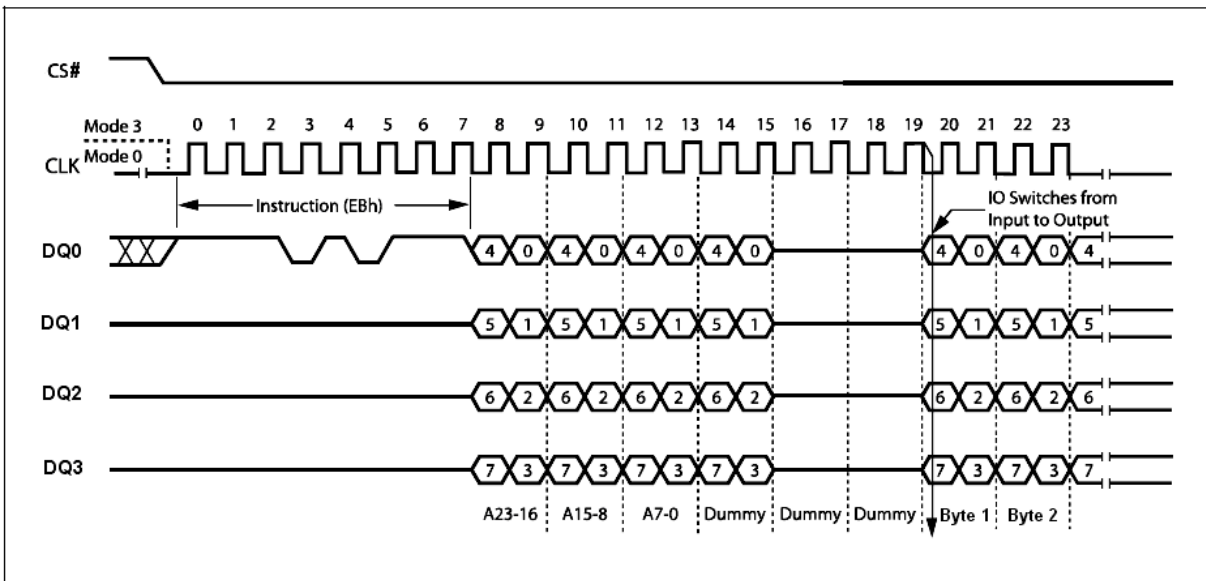 CS#
Mode 3
0 1 2 3 4 5 6 7 8 9 10 11 12 13 14 15 16 17 18 19 20 21 22 23
CLK
Mode 0
Instruction (EBh)
IO Switches from
Input to Output
DQ0
4 0 4 0 4 0 4 0 4 0 4 0 4
DQ1
5 1 5 1 5 1 5 1 5 1 5 1 5
DQ2
6 2 6 2 6 2 6 2 6 2 6 2 6
DQ3
7 3 7 3 7 3 7 3 7 3 7 3 7
A23-16 A15-8 A7-0 Dummy Dummy Dummy Byte 1 Byte 2